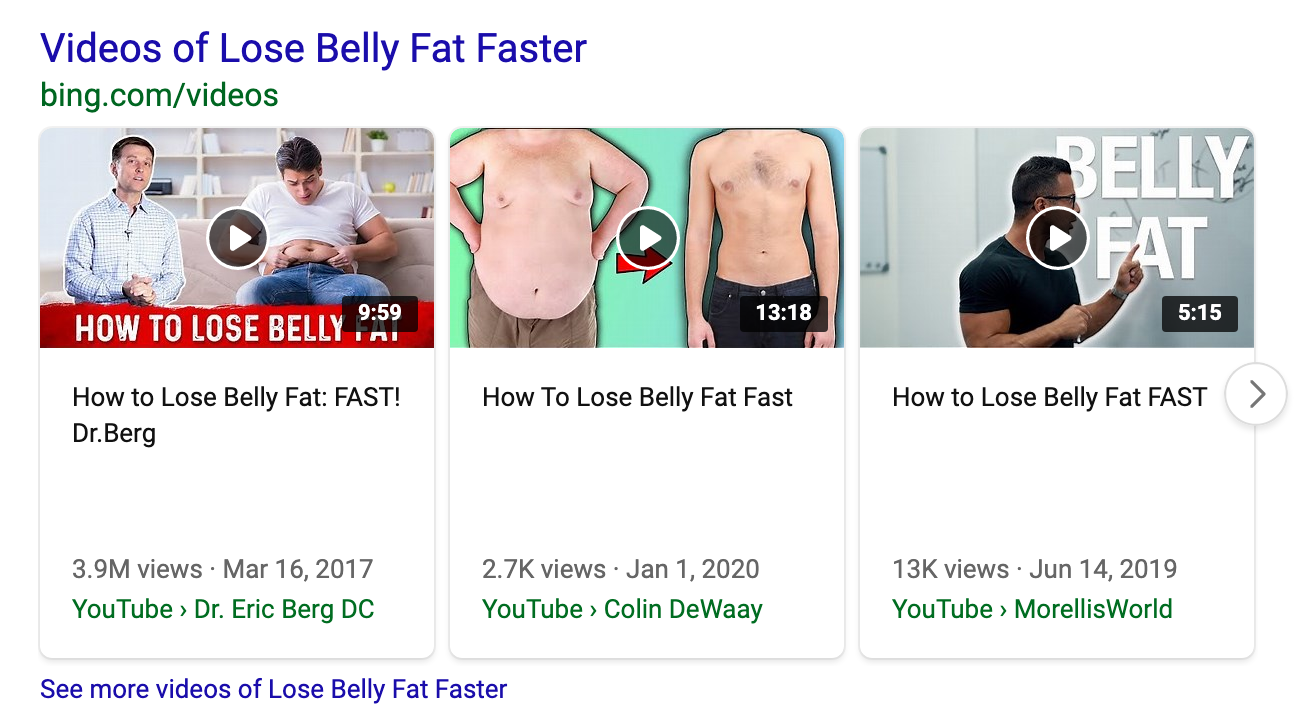 Videos of Lose Belly Fat Faster
bing.com/videos
HOW TO LOSE BELLY FAT
9:59
13:18
BELLY
FAT
5:15
How to Lose Belly Fat: FAST!
Dr.Berg
How To Lose Belly Fat Fast
How to Lose Belly Fat FAST
3.9M views · Mar 16, 2017
YouTube › Dr. Eric Berg DC
2.7K views · Jan 1, 2020
YouTube › Colin DeWaay
13K views · Jun 14, 2019
YouTube › MorellisWorld
See more videos of Lose Belly Fat Faster